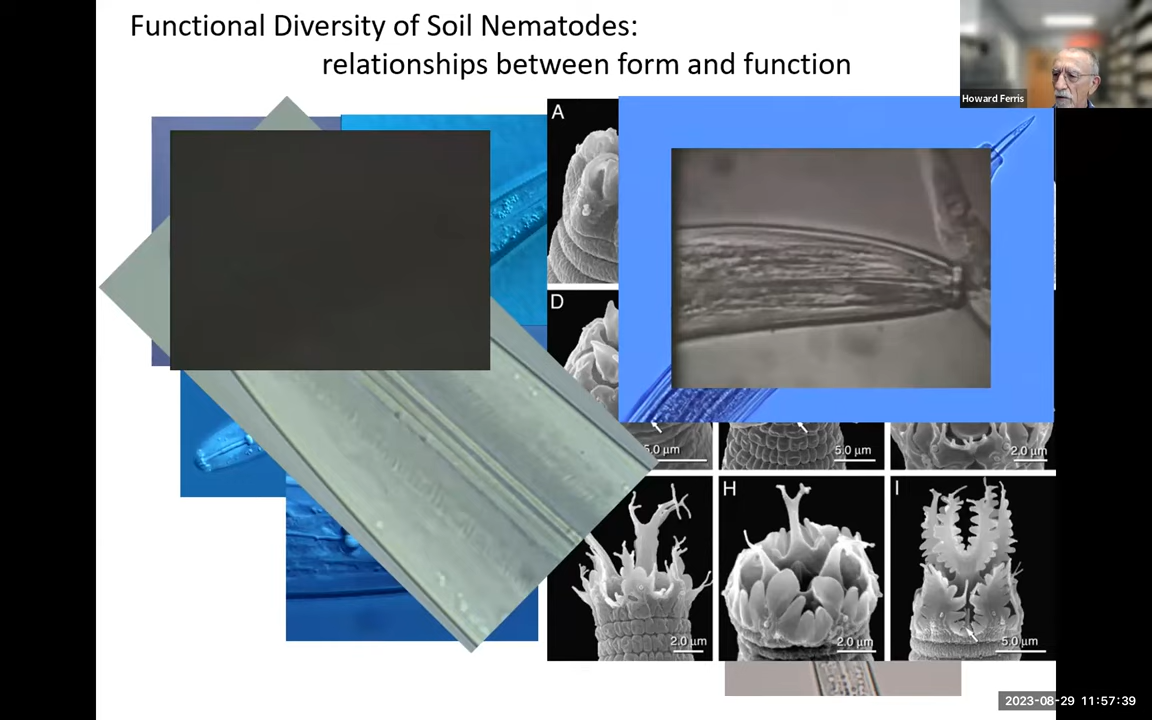 Functional Diversity of Soil Nematodes:
relationships between form and function
Howard Ferris
A
D
5.0 µm
5.0 µm
2.0 µm
H
I
2.0 µm
2.0 µm
5.0 µm
2023-08-29 11:57:39